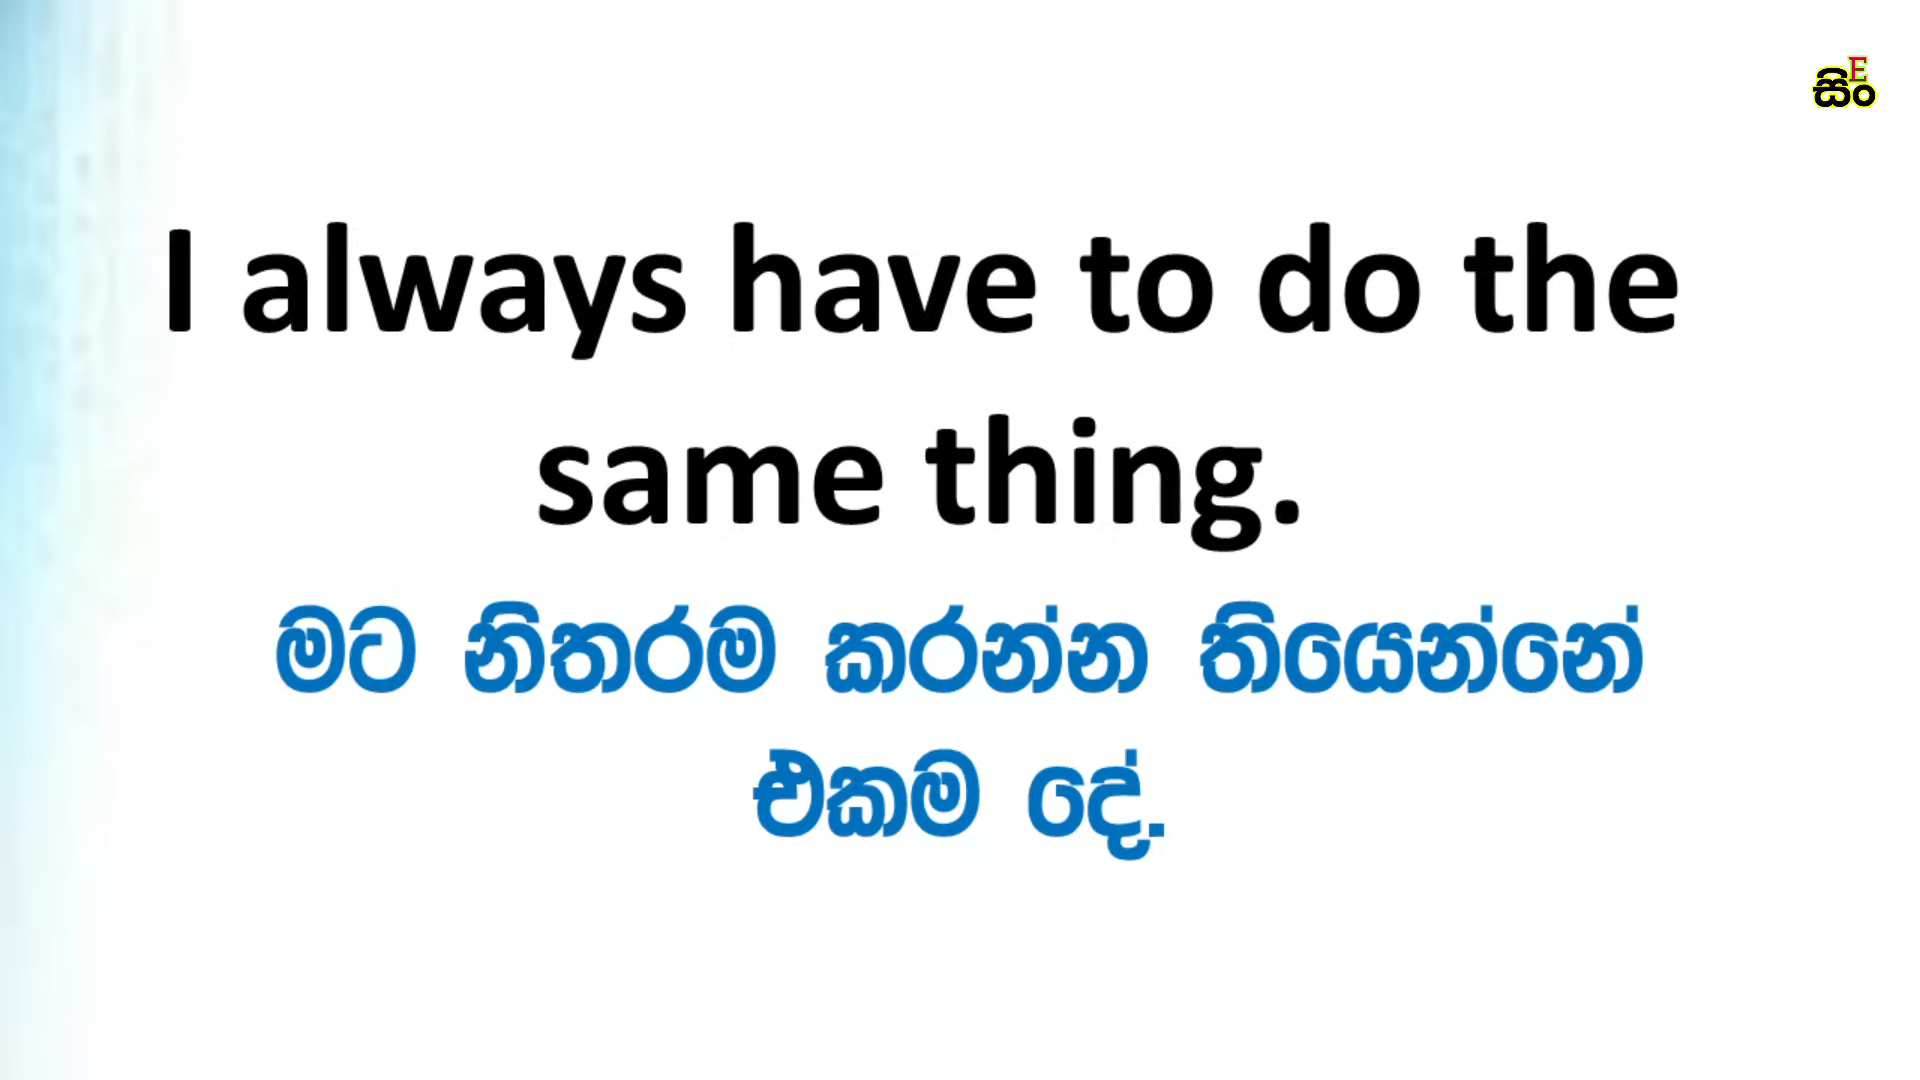 සිංE
I always have to do the
same thing.
මට නිතරම කරන්න තියෙන්නේ
එකම දේ.